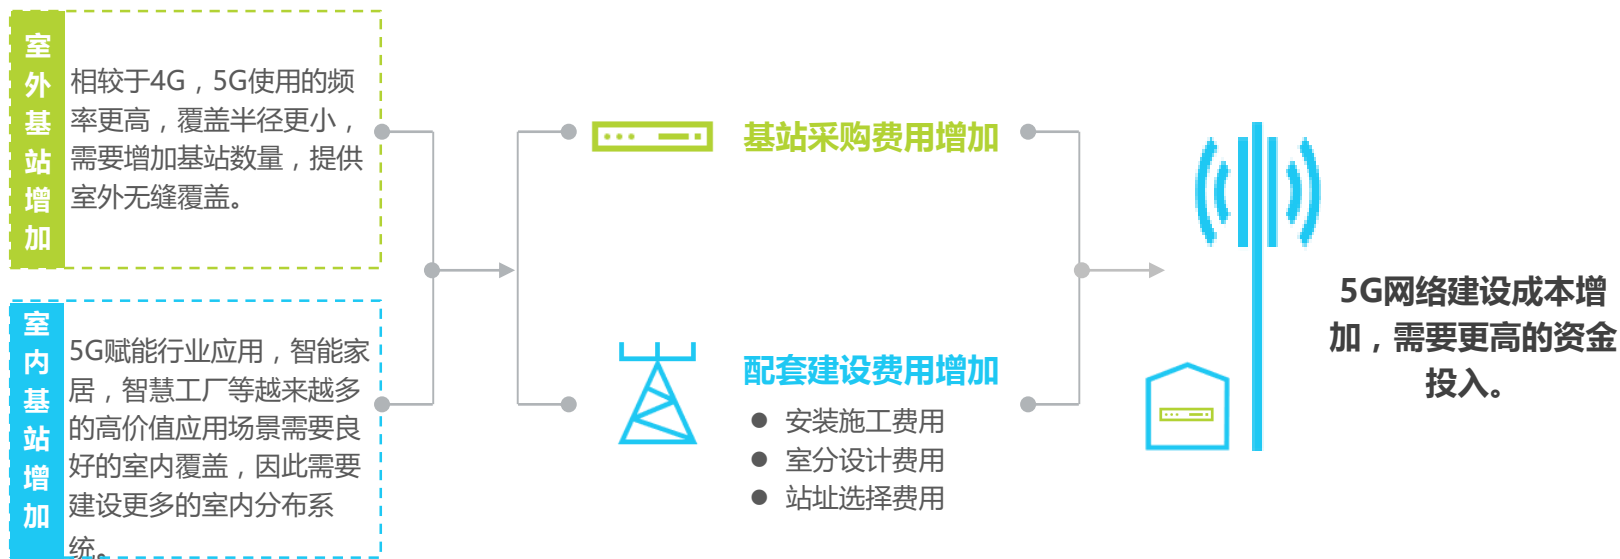 室外基站增加
相较于4G，5G使用的频
率更高，覆盖半径更小，
需要增加基站数量，提供
室外无缝覆盖。
室内基站增加
5G赋能行业应用，智能家
居，智慧工厂等越来越多
的高价值应用场景需要良
好的室内覆盖，因此需要
建设更多的室内分布系
统。
基站采购费用增加
配套建设费用增加
● 安装施工费用
● 室分设计费用
● 站址选择费用
5G网络建设成本增
加，需要更高的资金
投入。